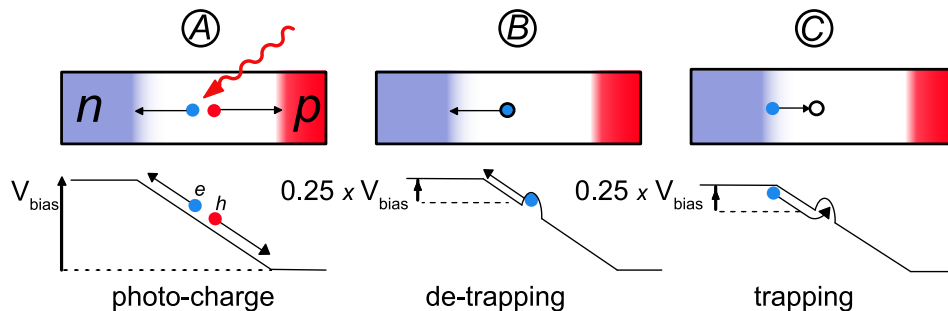 A
B
C
n
p
V bias
e
h
0.25 x V bias
0.25 x V bias
photo-charge
de-trapping
trapping